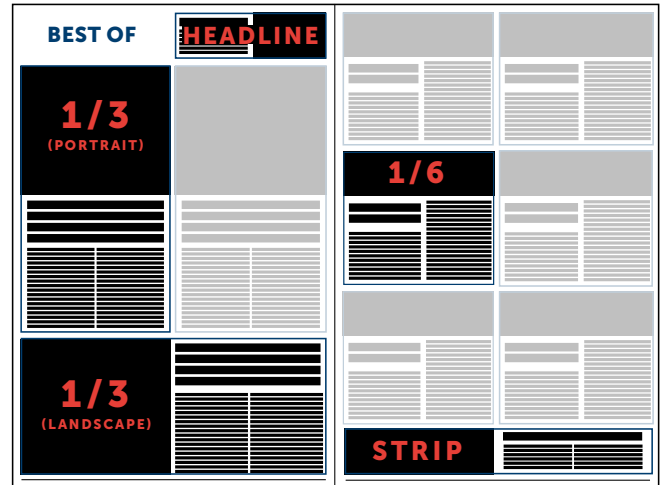 BEST OF
HEADLINE
1/3
(PORTRAIT)
1/3
(LANDSCAPE)
1/6
STRIP